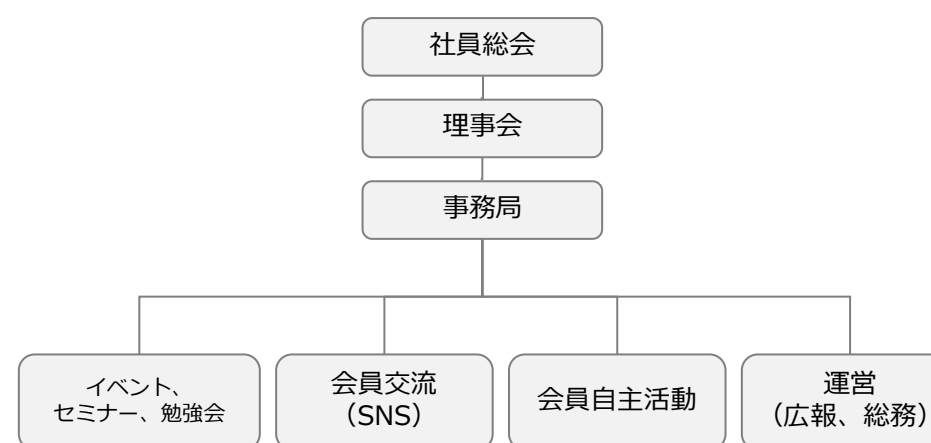 社員総会
理事会
事務局
イベント、
セミナー、勉強会
会員交流
（SNS）
会員自主活動
運営
（広報、総務）